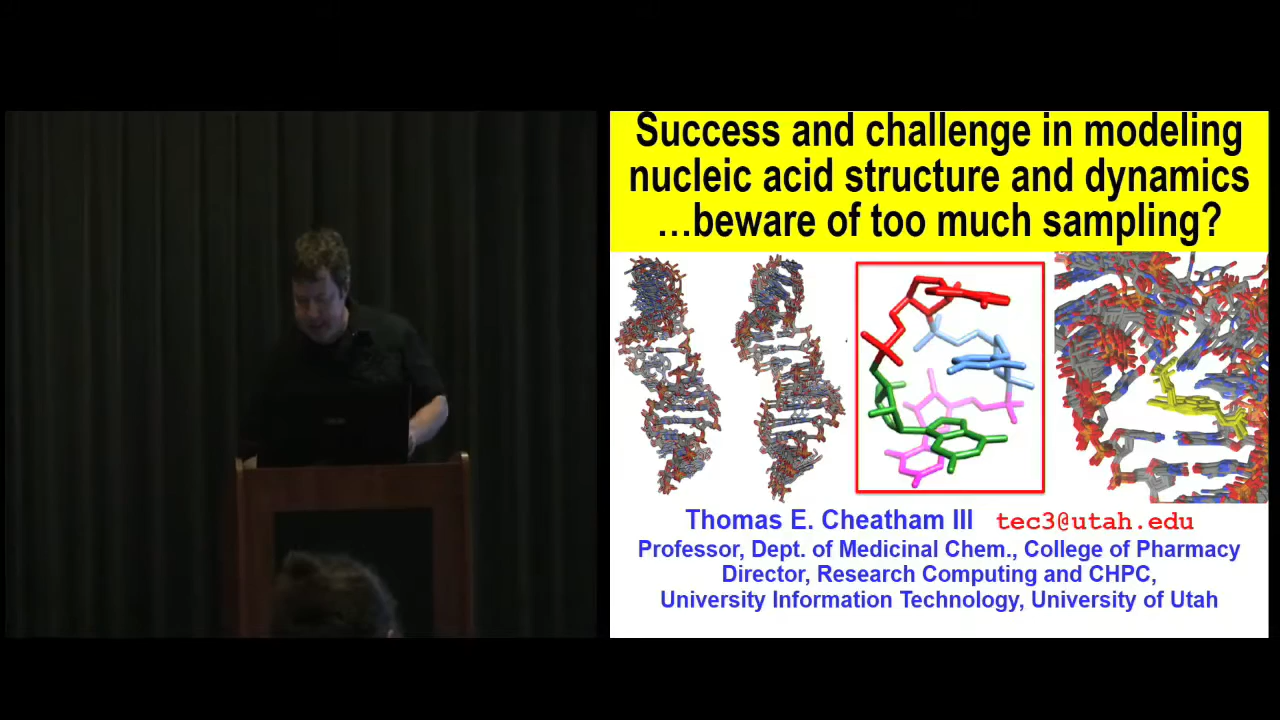 Success and challenge in modeling
nucleic acid structure and dynamics
…beware of too much sampling?
Thomas E. Cheatham III tec3@utah.edu
Professor, Dept. of Medicinal Chem., College of Pharmacy
Director, Research Computing and CHPC,
University Information Technology, University of Utah